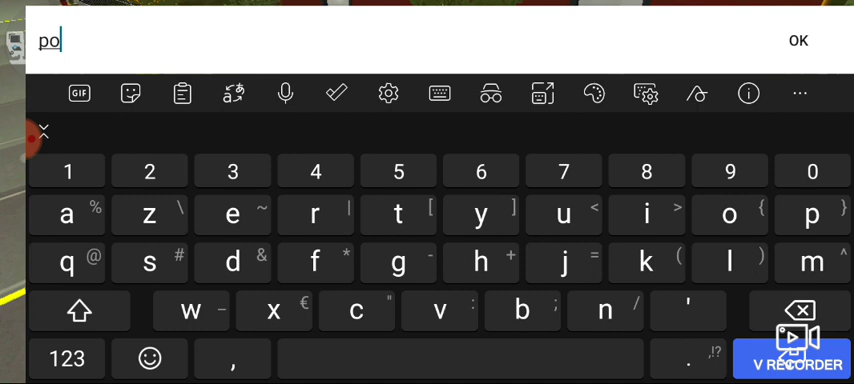 po OK
GIF
1 2 3 4 5 6 7 8 9 0
a % z \ e ~ r | t [ y ] u < i > o { p }
q @ s # d & f * g - h + j = k ( l ) m ^
w _ x € c " v : b ; n / '
123 , . ,!? V RECORDER